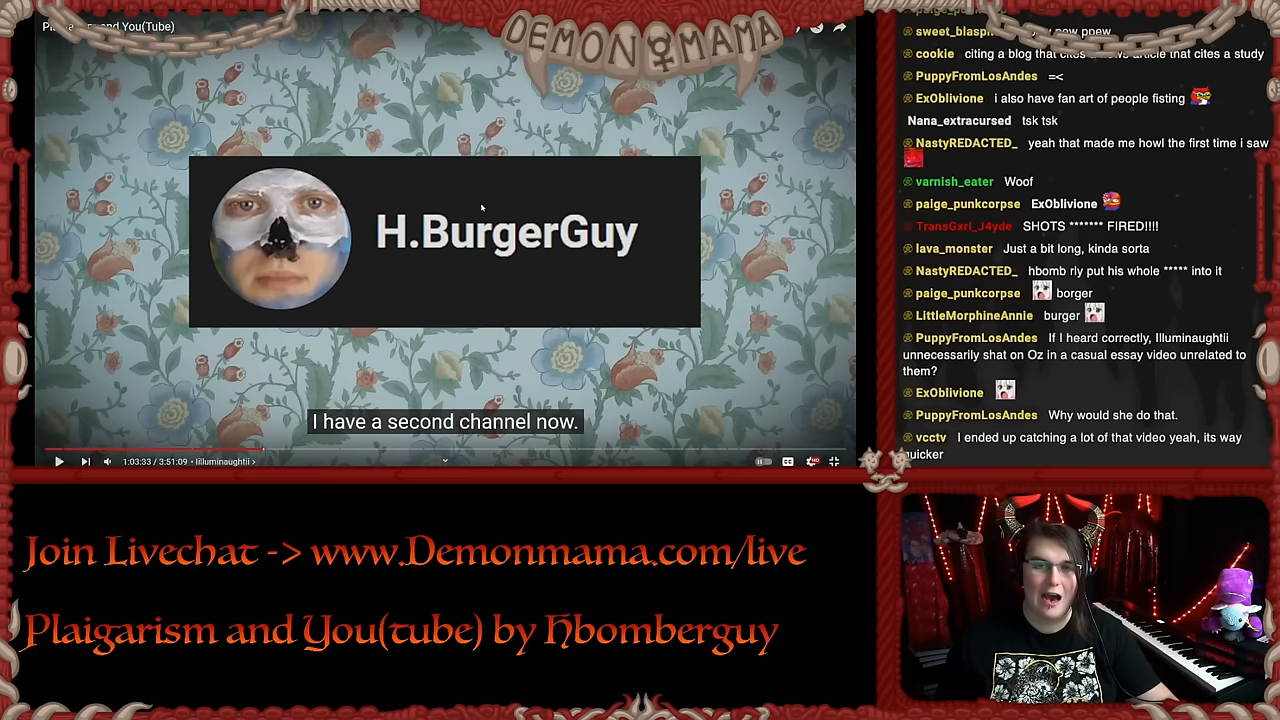 and You(Tube)
DEMON MAMA
H.BurgerGuy
I have a second channel now.
1:03:33 / 3:51:09 • Iilluminaughtii ›
sweet_blasph
pnew
cookie citing a blog that cites a news article that cites a study
PuppyFromLosAndes =<
ExOblivione i also have fan art of people fisting
Nana_extracursed tsk tsk
NastyREDACTED_ yeah that made me howl the first time i saw
varnish_eater Woof
paige_punkcorpse ExOblivione
TransGxrl_J4yde SHOTS ******* FIRED!!!!
lava_monster Just a bit long, kinda sorta
NastyREDACTED_ hbomb rly put his whole ***** into it
paige_punkcorpse borger
LittleMorphineAnnie burger
PuppyFromLosAndes If I heard correctly, Illuminaughtii
unnecessarily shat on Oz in a casual essay video unrelated to
them?
ExOblivione
PuppyFromLosAndes Why would she do that.
vcctv I ended up catching a lot of that video yeah, its way
quicker
Join Livechat -> www.Demonmama.com/live
Plaigarism and You(tube) by Hbomberguy